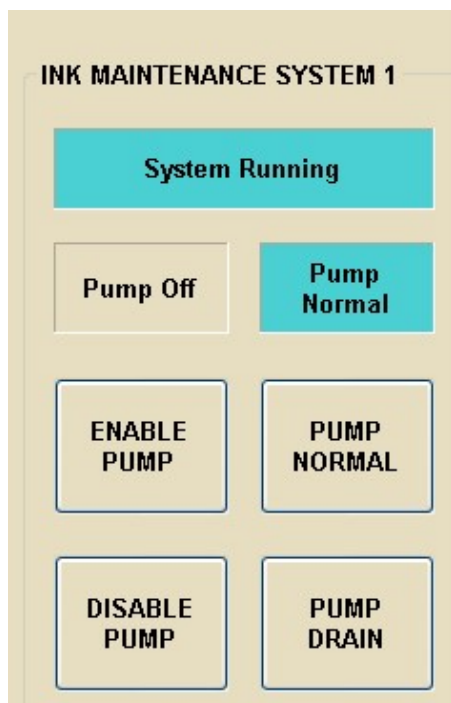 INK MAINTENANCE SYSTEM 1
System Running
Pump Off
Pump
Normal
ENABLE
PUMP
PUMP
NORMAL
DISABLE
PUMP
PUMP
DRAIN